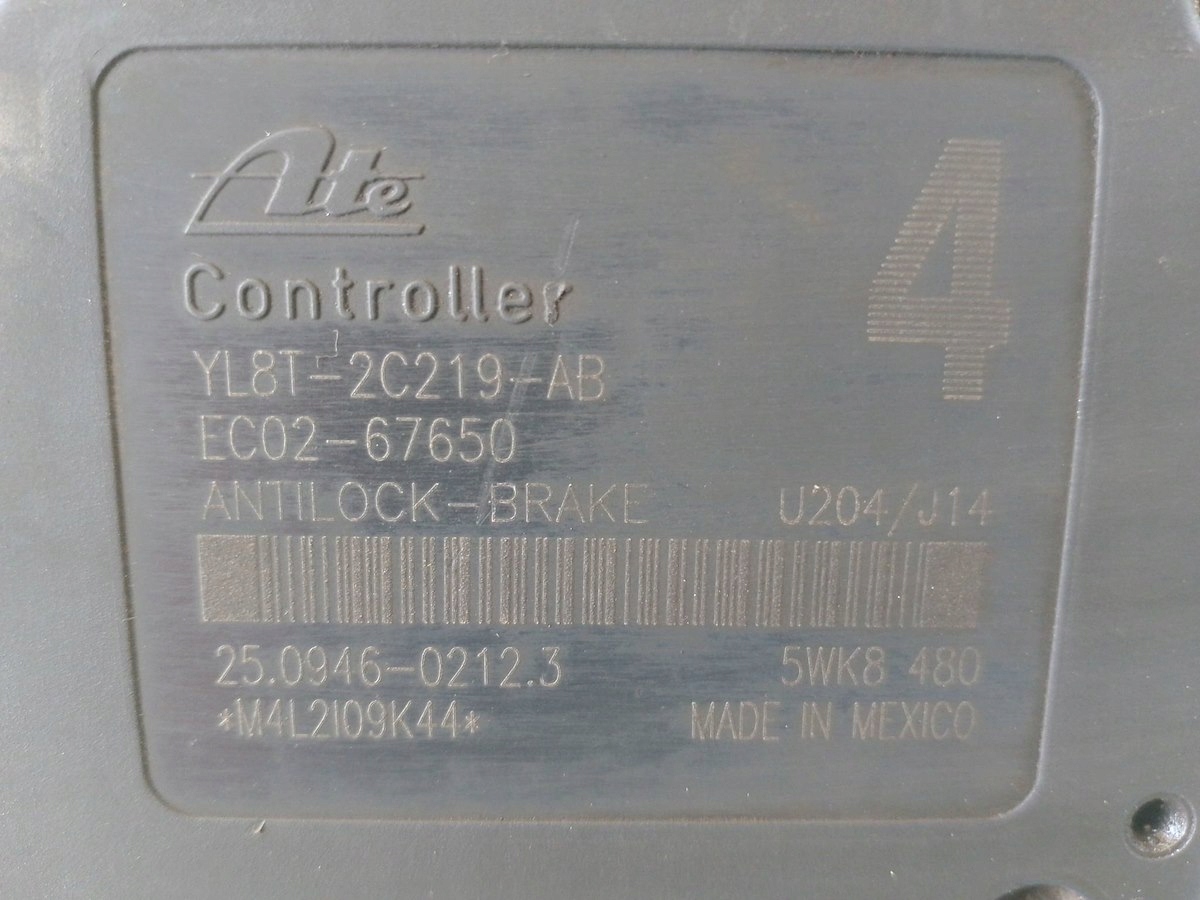 Ate
4
Controller
YL8T-2C219-AB
EC02-67650
ANTILOCK-BRAKE U204/J14
25.0946-0212.3 5WK8 480
*M4L2I09K44* MADE IN MEXICO